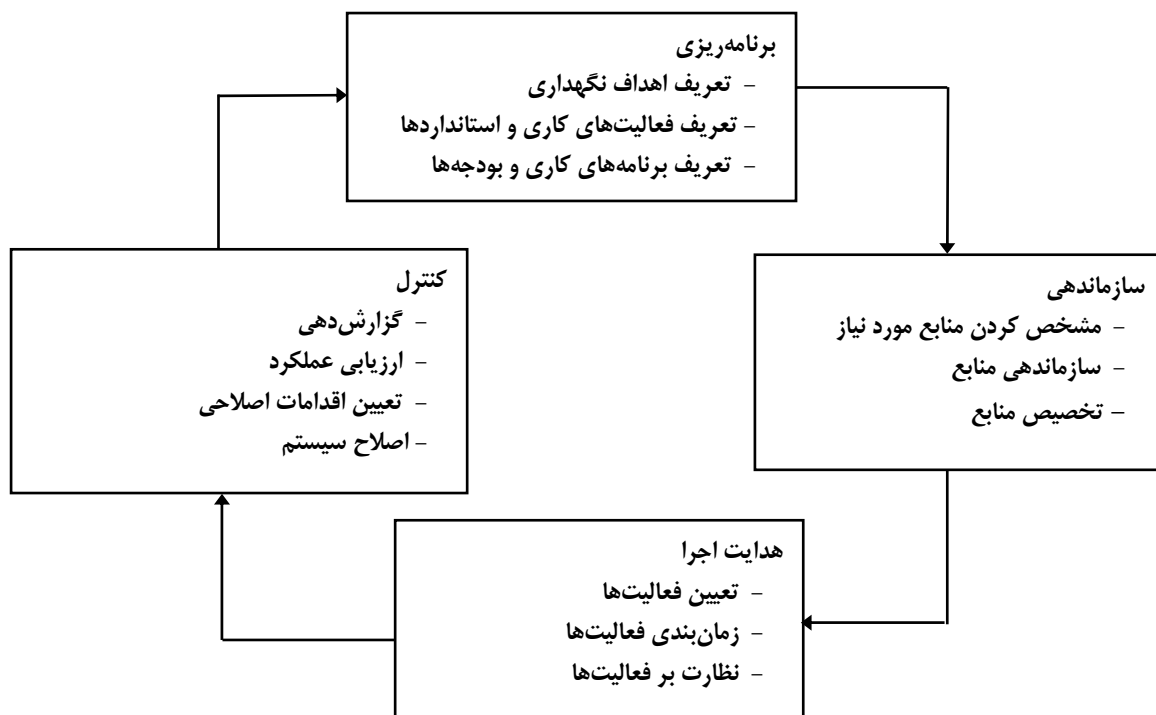 برنامه‌ریزی
– تعریف اهداف نگهداری
– تعریف فعالیت‌های کاری و استانداردها
– تعریف برنامه‌های کاری و بودجه‌ها
سازماندهی
– مشخص کردن منابع مورد نیاز
– سازماندهی منابع
– تخصیص منابع
هدایت اجرا
– تعیین فعالیت‌ها
– زمان‌بندی فعالیت‌ها
– نظارت بر فعالیت‌ها
کنترل
– گزارش‌دهی
– ارزیابی عملکرد
– تعیین اقدامات اصلاحی
– اصلاح سیستم